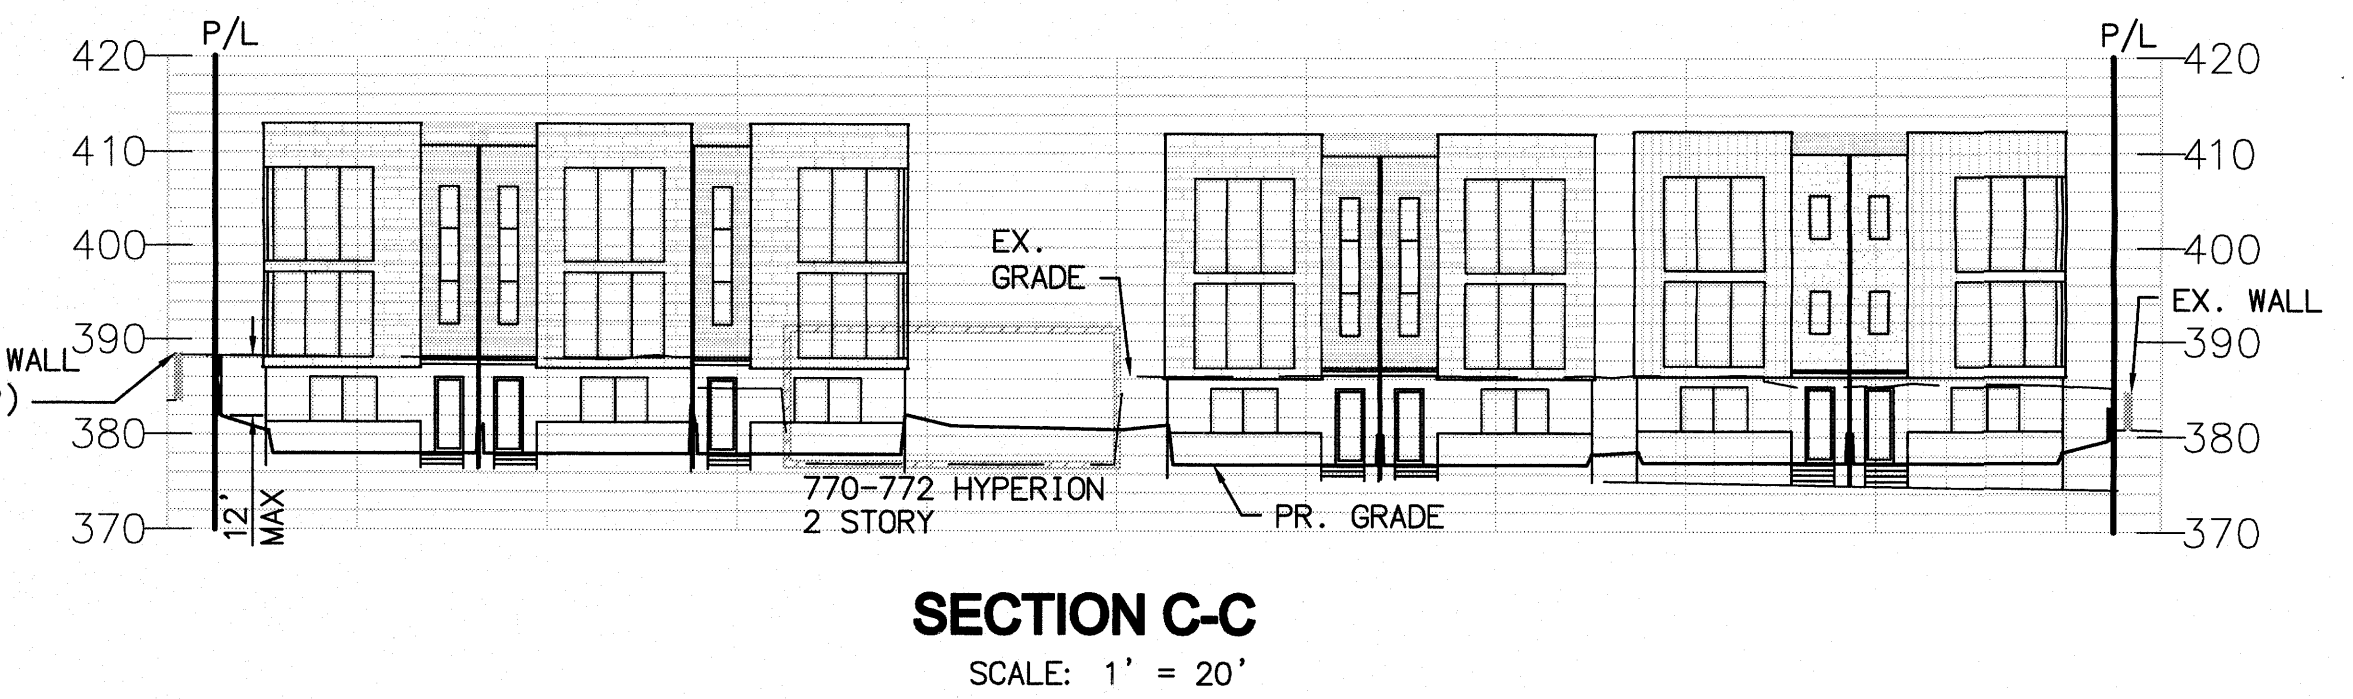 P/L
P/L
420
420
410
410
400
400
EX.
GRADE
EX. WALL
390
390
WALL
)
380
380
12'
MAX
770-772 HYPERION
2 STORY
PR. GRADE
370
370
SECTION C-C
SCALE: 1' = 20'